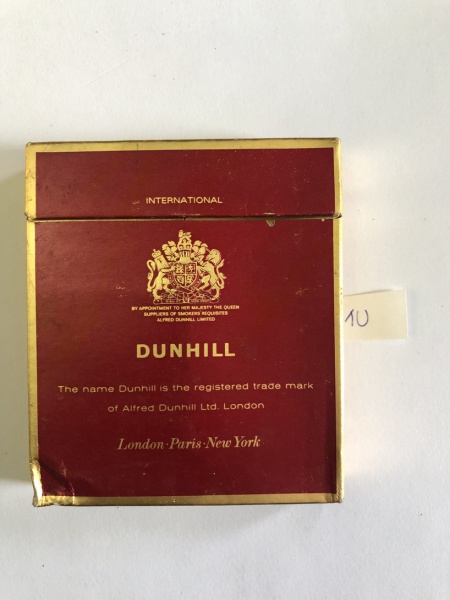 INTERNATIONAL
BY APPOINTMENT TO HER MAJESTY THE QUEEN
SUPPLIERS OF SMOKERS' REQUISITES
ALFRED DUNHILL LIMITED
DUNHILL
The name Dunhill is the registered trade mark
of Alfred Dunhill Ltd. London
London·Paris·New York